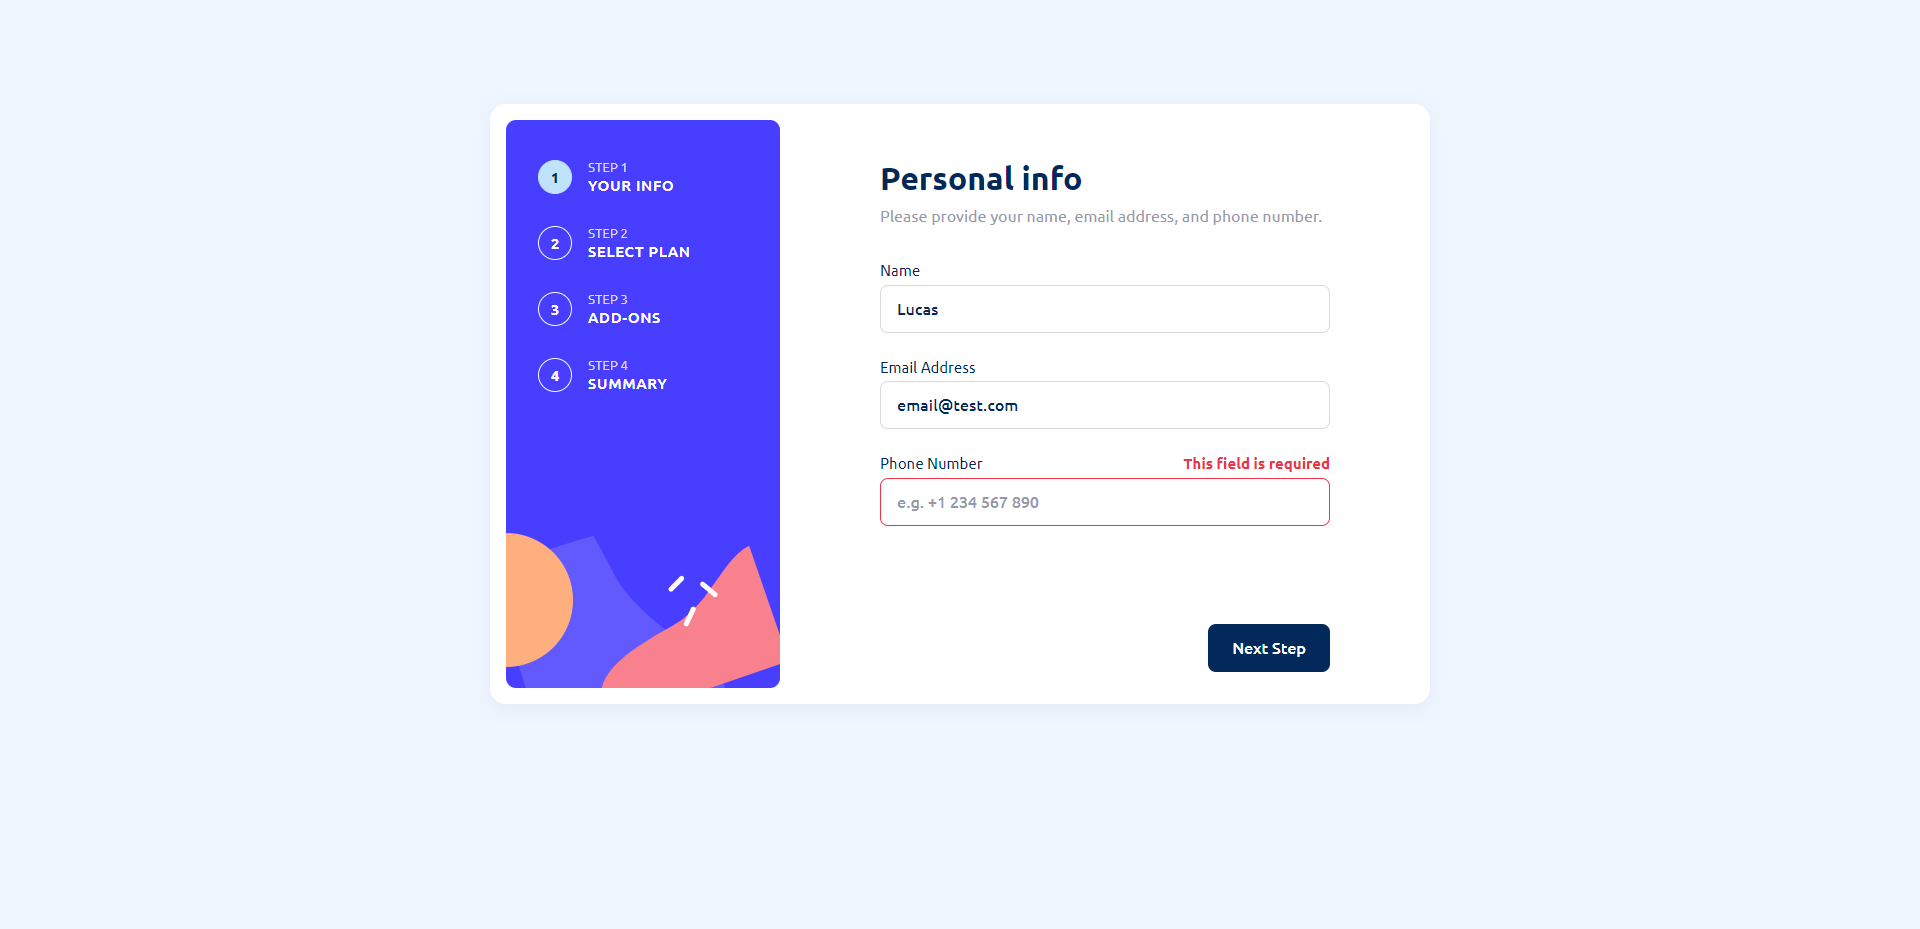 1
STEP 1
YOUR INFO
2
STEP 2
SELECT PLAN
3
STEP 3
ADD-ONS
4
STEP 4
SUMMARY
Personal info
Please provide your name, email address, and phone number.
Name
Lucas
Email Address
email@test.com
Phone Number This field is required
e.g. +1 234 567 890
Next Step